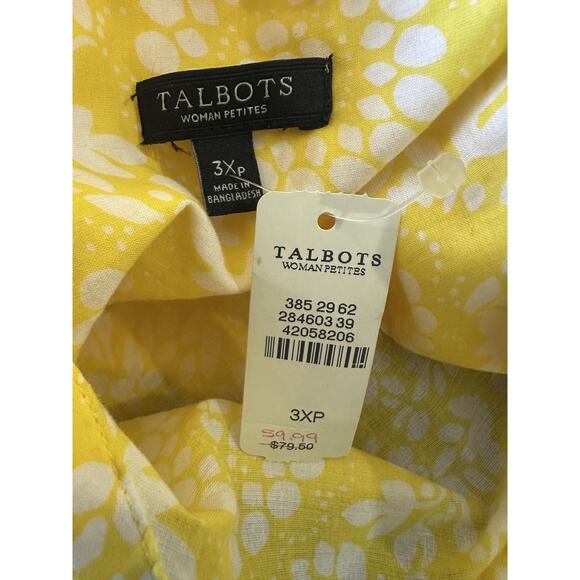 TALBOTS
WOMAN PETITES
3XP
MADE IN
BANGLADESH
TALBOTS
WOMAN PETITES
385 29 62
284603 39
42058206
3XP
59.99
$79.50